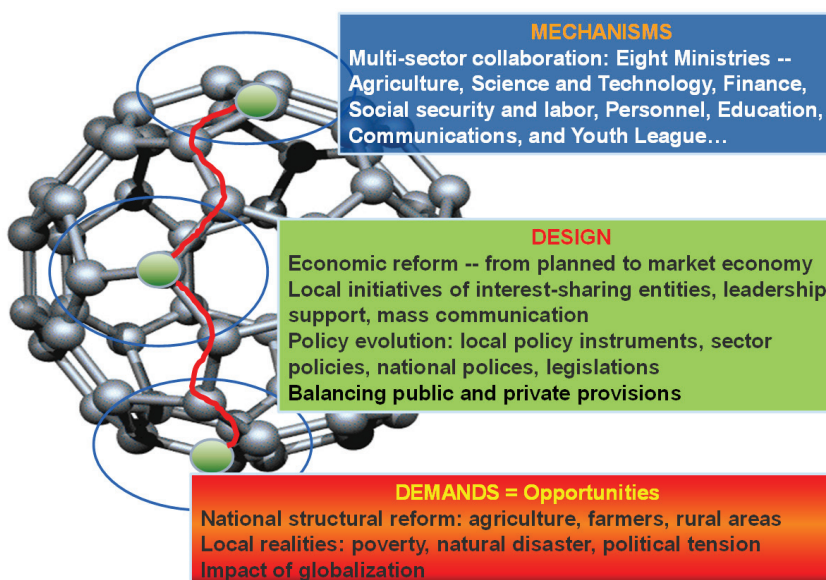 MECHANISMS
Multi-sector collaboration: Eight Ministries --
Agriculture, Science and Technology, Finance,
Social security and labor, Personnel, Education,
Communications, and Youth League…
DESIGN
Economic reform -- from planned to market economy
Local initiatives of interest-sharing entities, leadership
support, mass communication
Policy evolution: local policy instruments, sector
policies, national polices, legislations
Balancing public and private provisions
DEMANDS = Opportunities
National structural reform: agriculture, farmers, rural areas
Local realities: poverty, natural disaster, political tension
Impact of globalization